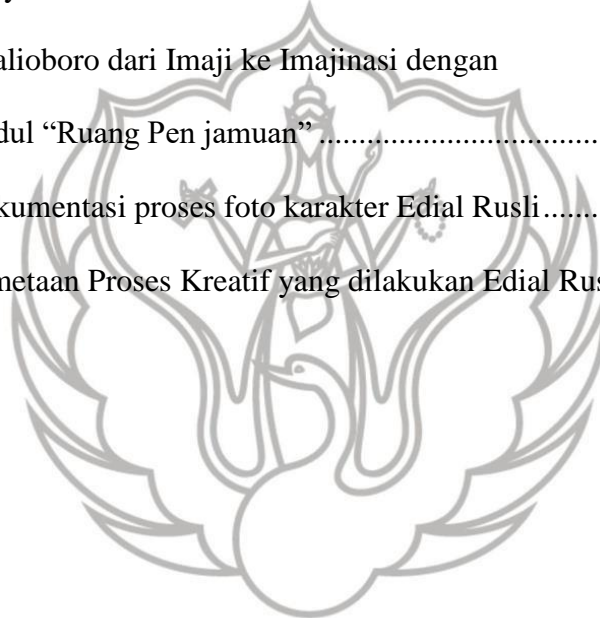 alioboro dari Imaji ke Imajinasi dengan
dul “Ruang Pen jamuan” ..................................
kumentasi proses foto karakter Edial Rusli .......
metaan Proses Kreatif yang dilakukan Edial Rus